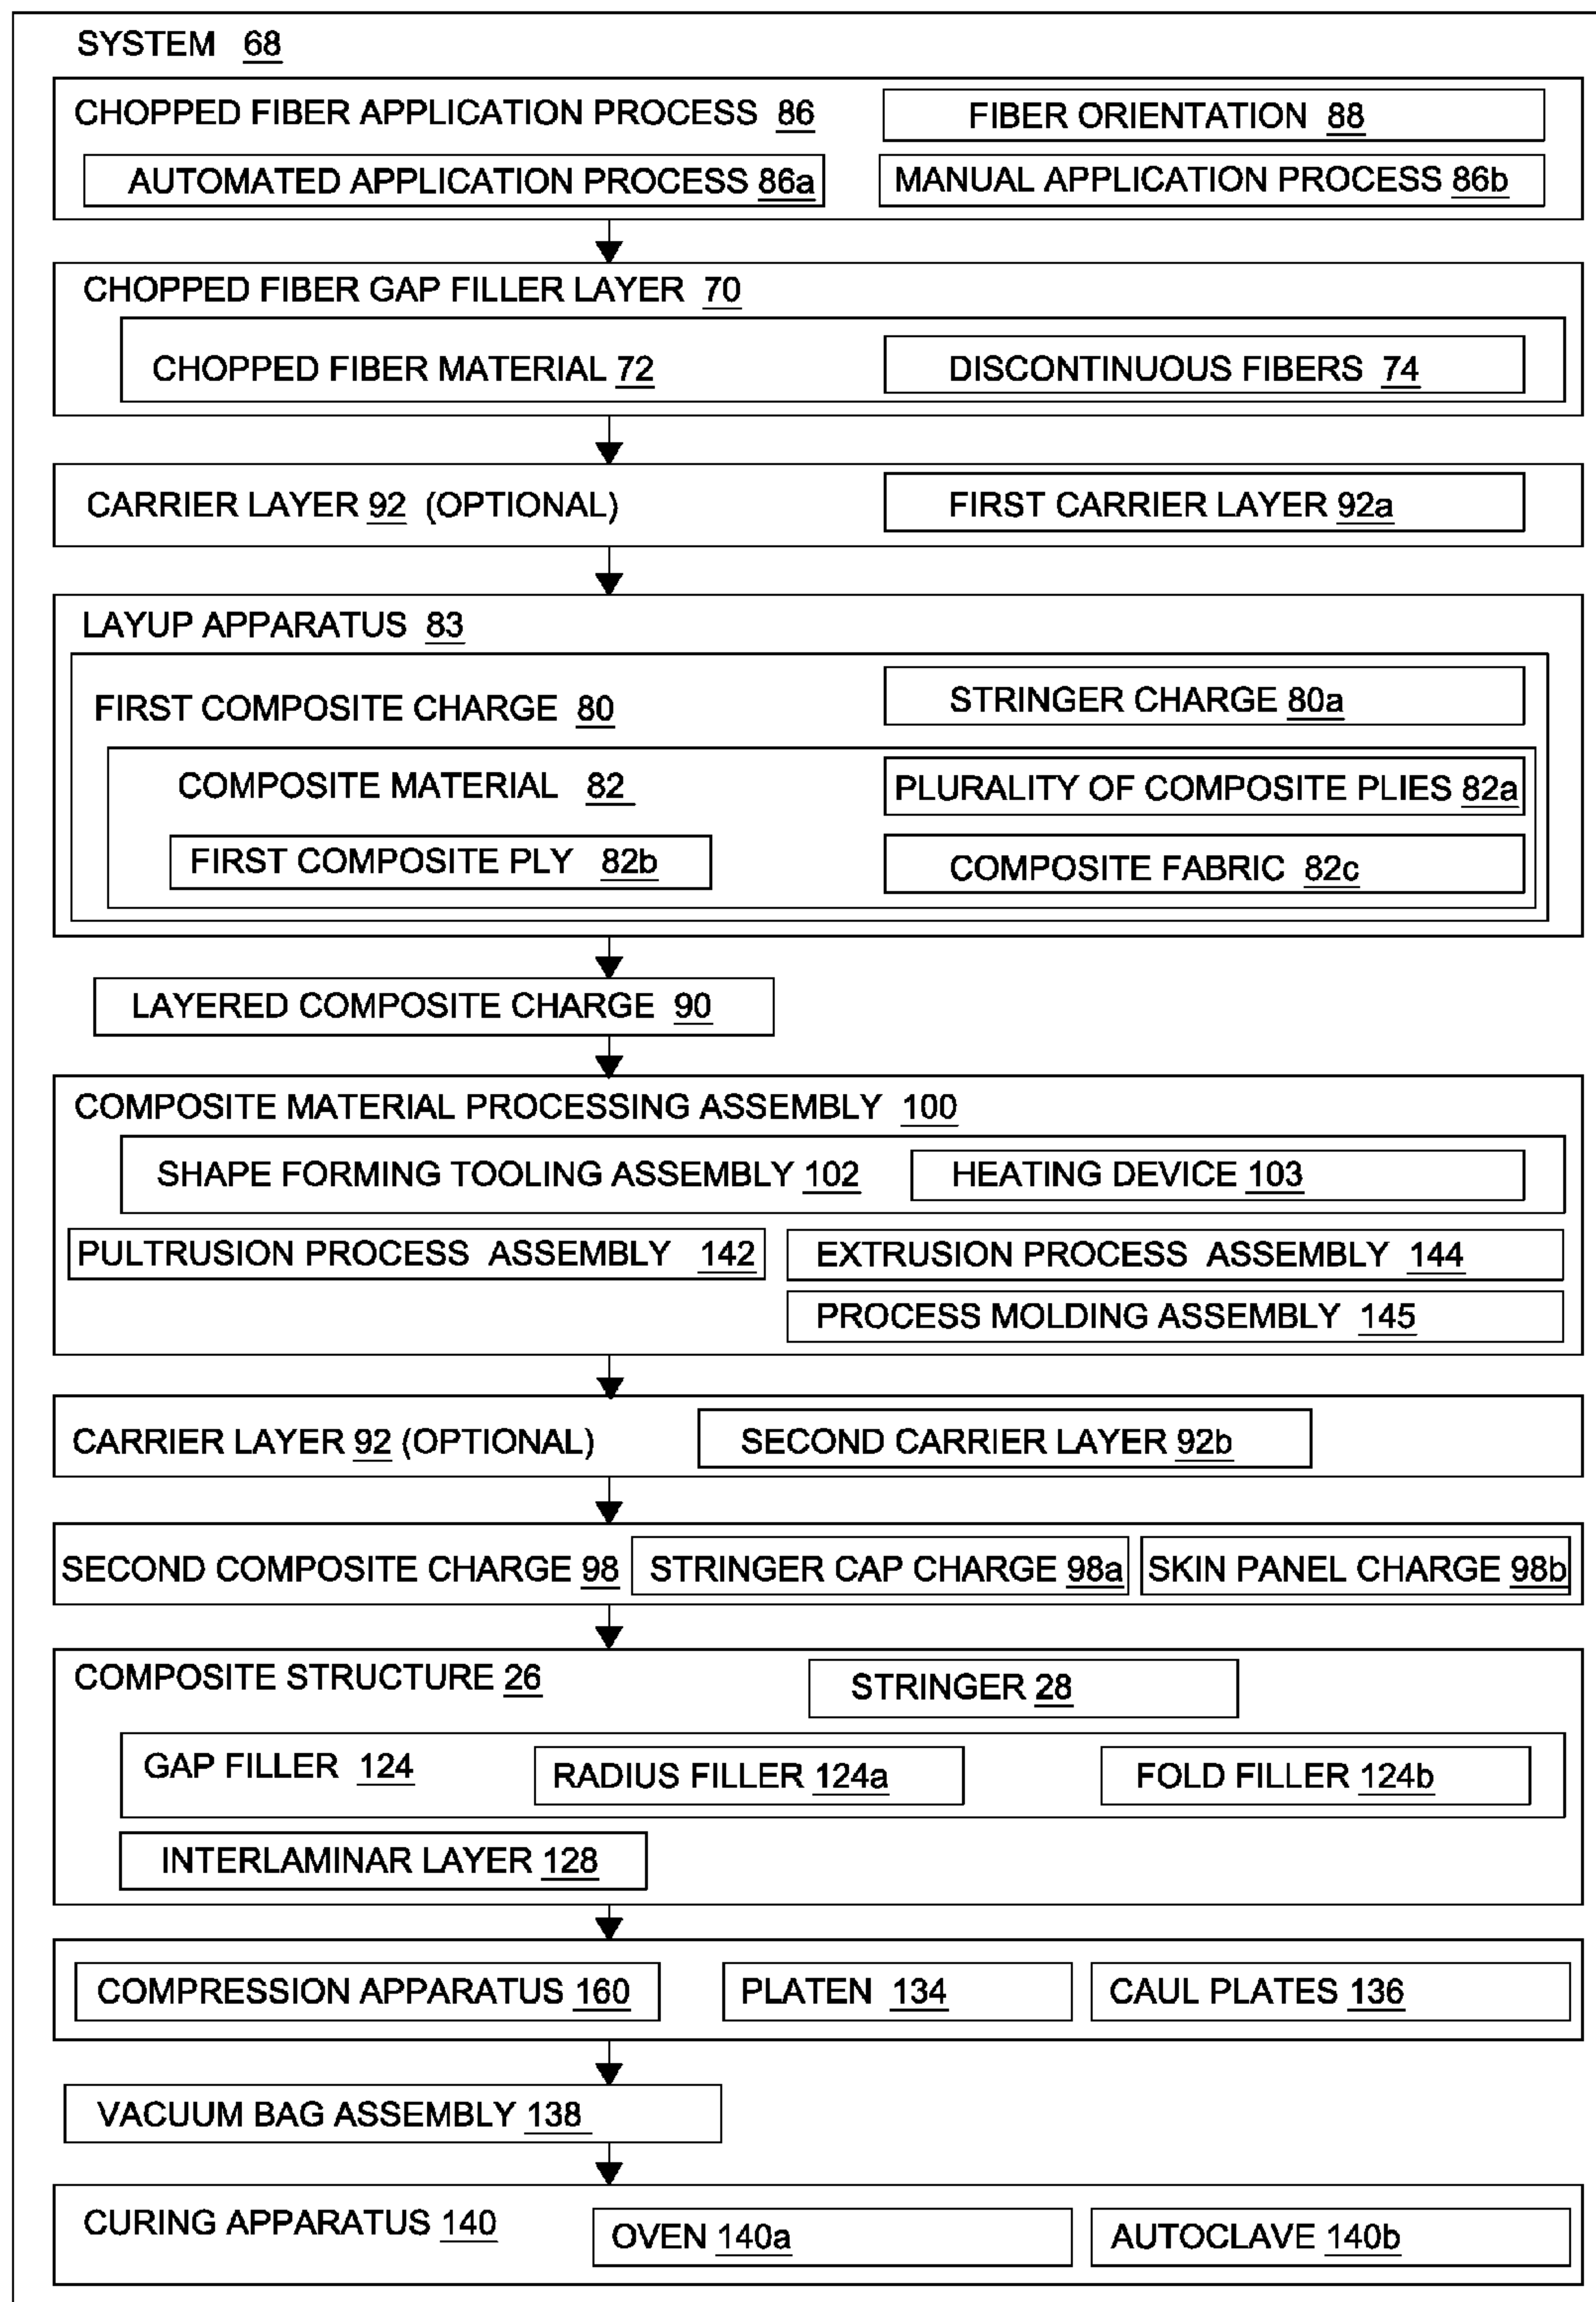 SYSTEM 68
CHOPPED FIBER APPLICATION PROCESS 86
FIBER ORIENTATION 88
AUTOMATED APPLICATION PROCESS 86a
MANUAL APPLICATION PROCESS 86b
CHOPPED FIBER GAP FILLER LAYER 70
CHOPPED FIBER MATERIAL 72
DISCONTINUOUS FIBERS 74
CARRIER LAYER 92 (OPTIONAL)
FIRST CARRIER LAYER 92a
LAYUP APPARATUS 83
FIRST COMPOSITE CHARGE 80
STRINGER CHARGE 80a
COMPOSITE MATERIAL 82
PLURALITY OF COMPOSITE PLIES 82a
FIRST COMPOSITE PLY 82b
COMPOSITE FABRIC 82c
LAYERED COMPOSITE CHARGE 90
COMPOSITE MATERIAL PROCESSING ASSEMBLY 100
SHAPE FORMING TOOLING ASSEMBLY 102
HEATING DEVICE 103
PULTRUSION PROCESS ASSEMBLY 142
EXTRUSION PROCESS ASSEMBLY 144
PROCESS MOLDING ASSEMBLY 145
CARRIER LAYER 92 (OPTIONAL)
SECOND CARRIER LAYER 92b
SECOND COMPOSITE CHARGE 98
STRINGER CAP CHARGE 98a
SKIN PANEL CHARGE 98b
COMPOSITE STRUCTURE 26
STRINGER 28
GAP FILLER 124
RADIUS FILLER 124a
FOLD FILLER 124b
INTERLAMINAR LAYER 128
COMPRESSION APPARATUS 160
PLATEN 134
CAUL PLATES 136
VACUUM BAG ASSEMBLY 138
CURING APPARATUS 140
OVEN 140a
AUTOCLAVE 140b